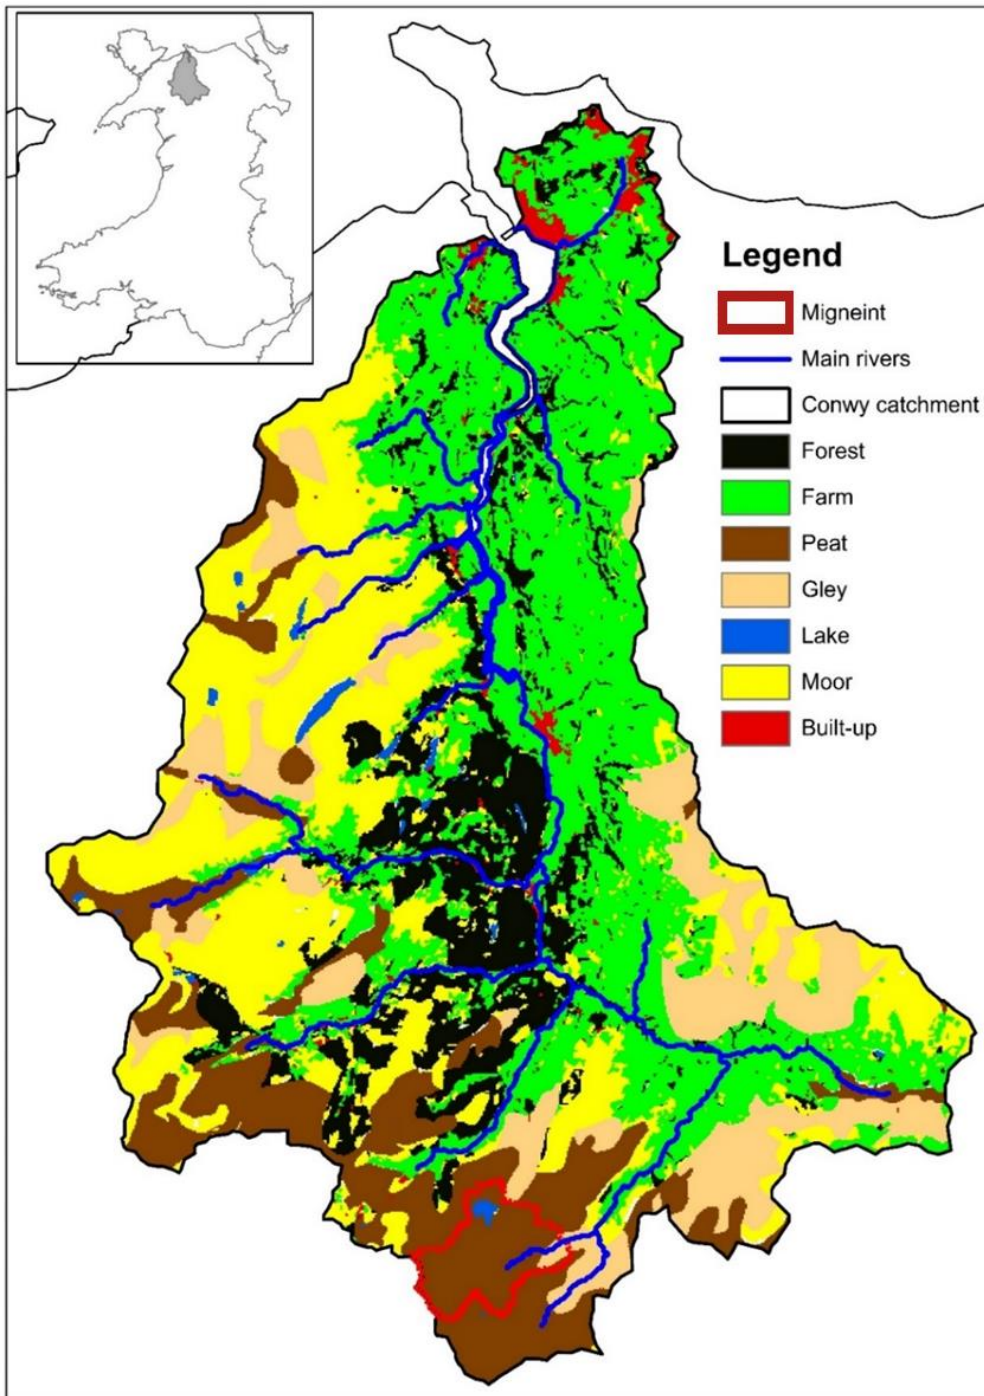 Legend
Migneint
Main rivers
Conwy catchment
Forest
Farm
Peat
Gley
Lake
Moor
Built-up